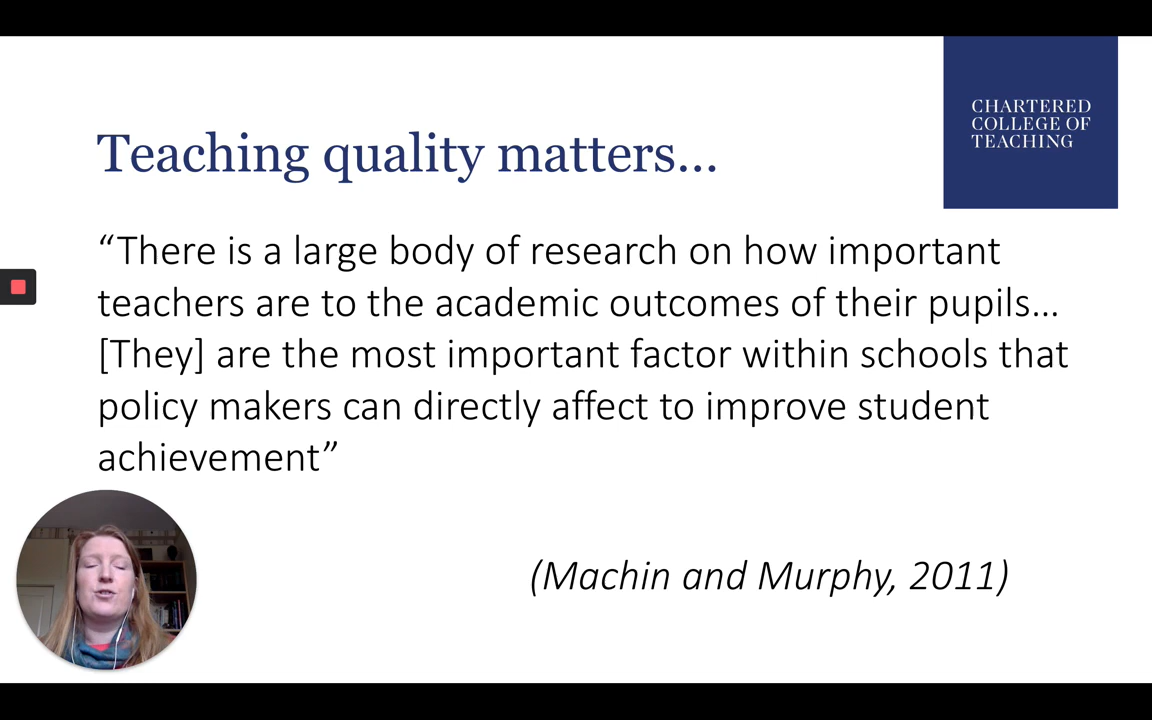 CHARTERED
COLLEGE OF
TEACHING
Teaching quality matters...
“There is a large body of research on how important
teachers are to the academic outcomes of their pupils...
[They] are the most important factor within schools that
policy makers can directly affect to improve student
achievement”
(Machin and Murphy, 2011)